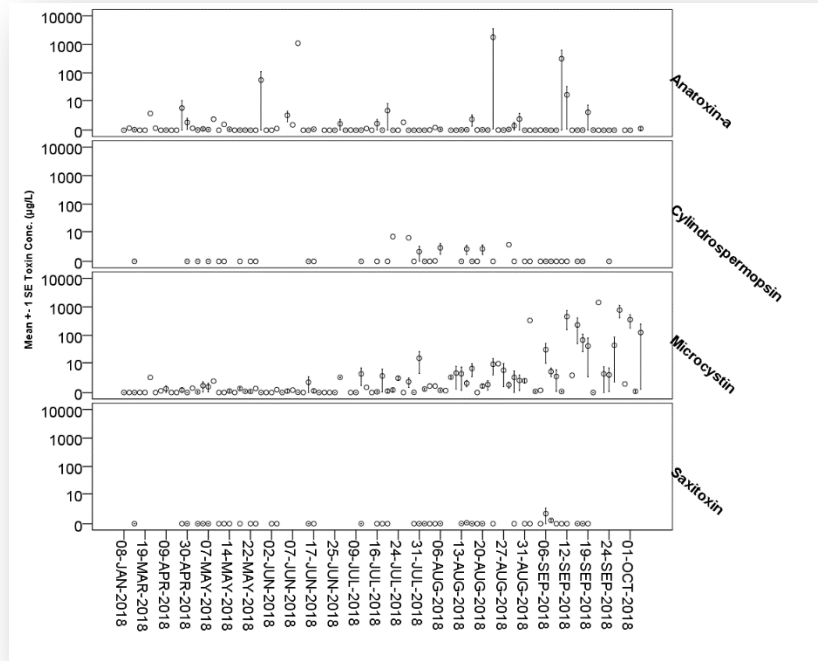 Mean +- 1 SE Toxin Conc. (µg/L)
10000
1000
100
10
0
Anatoxin-a
10000
1000
100
10
0
Cylindrospermopsin
10000
1000
100
10
0
Microcystin
10000
1000
100
10
0
Saxitoxin
08-JAN-2018
19-MAR-2018
09-APR-2018
30-APR-2018
07-MAY-2018
14-MAY-2018
22-MAY-2018
02-JUN-2018
07-JUN-2018
17-JUN-2018
25-JUN-2018
09-JUL-2018
16-JUL-2018
24-JUL-2018
31-JUL-2018
06-AUG-2018
13-AUG-2018
20-AUG-2018
27-AUG-2018
31-AUG-2018
06-SEP-2018
12-SEP-2018
19-SEP-2018
24-SEP-2018
01-OCT-2018